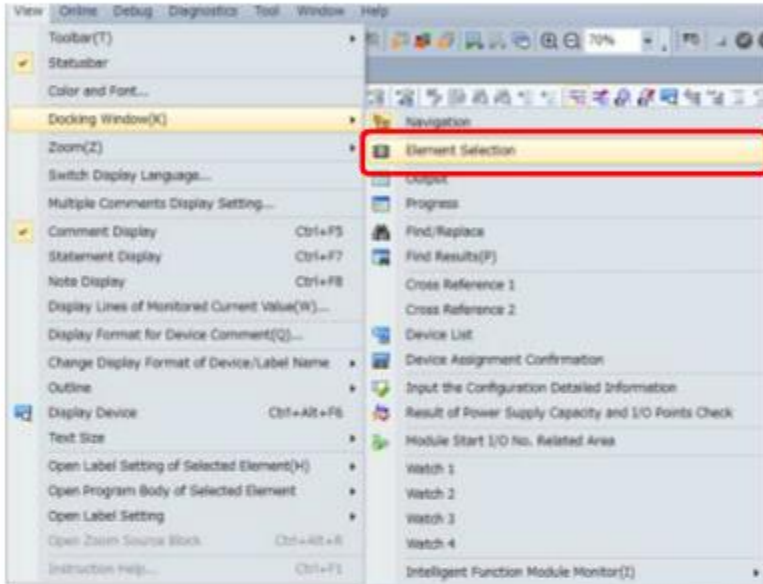 View Online Debug Diagnostics Tool Window Help
Toolbar(T)
70%
Statusbar
Color and Font...
Docking Window(K)
Navigation
Zoom(Z)
Element Selection
Switch Display Language...
Output
Multiple Comments Display Setting...
Progress
Comment Display Ctrl+F5
Find/Replace
Statement Display Ctrl+F7
Find Results(P)
Note Display Ctrl+F8
Cross Reference 1
Display Lines of Monitored Current Value(W)...
Cross Reference 2
Display Format for Device Comment(Q)...
Device List
Change Display Format of Device/Label Name
Device Assignment Confirmation
Outline
Input the Configuration Detailed Information
Display Device Ctrl+Alt+F6
Result of Power Supply Capacity and I/O Points Check
Text Size
Module Start I/O No. Related Area
Open Label Setting of Selected Element(H)
Watch 1
Open Program Body of Selected Element
Watch 2
Open Label Setting
Watch 3
Open Zoom Source Block Ctrl+Alt+R
Watch 4
Instruction Help... Ctrl+F1
Intelligent Function Module Monitor(I)